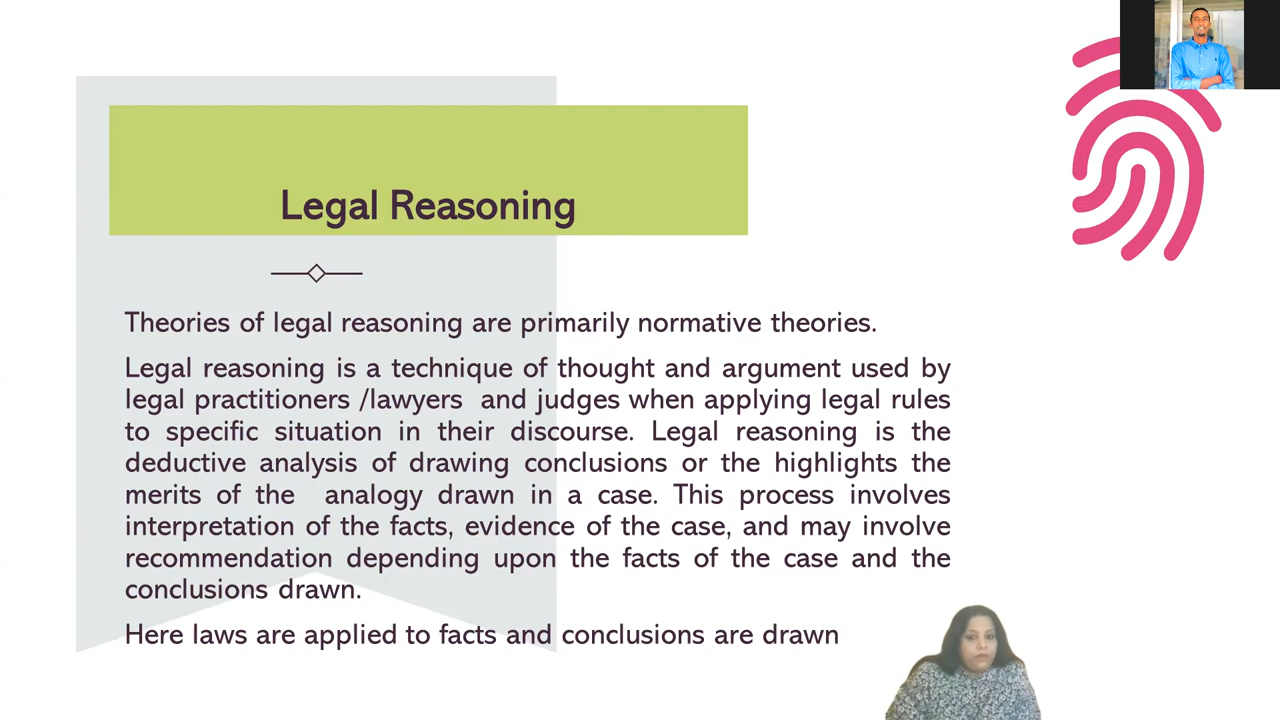 Legal Reasoning
Theories of legal reasoning are primarily normative theories.
Legal reasoning is a technique of thought and argument used by
legal practitioners /lawyers and judges when applying legal rules
to specific situation in their discourse. Legal reasoning is the
deductive analysis of drawing conclusions or the highlights the
merits of the analogy drawn in a case. This process involves
interpretation of the facts, evidence of the case, and may involve
recommendation depending upon the facts of the case and the
conclusions drawn.
Here laws are applied to facts and conclusions are drawn